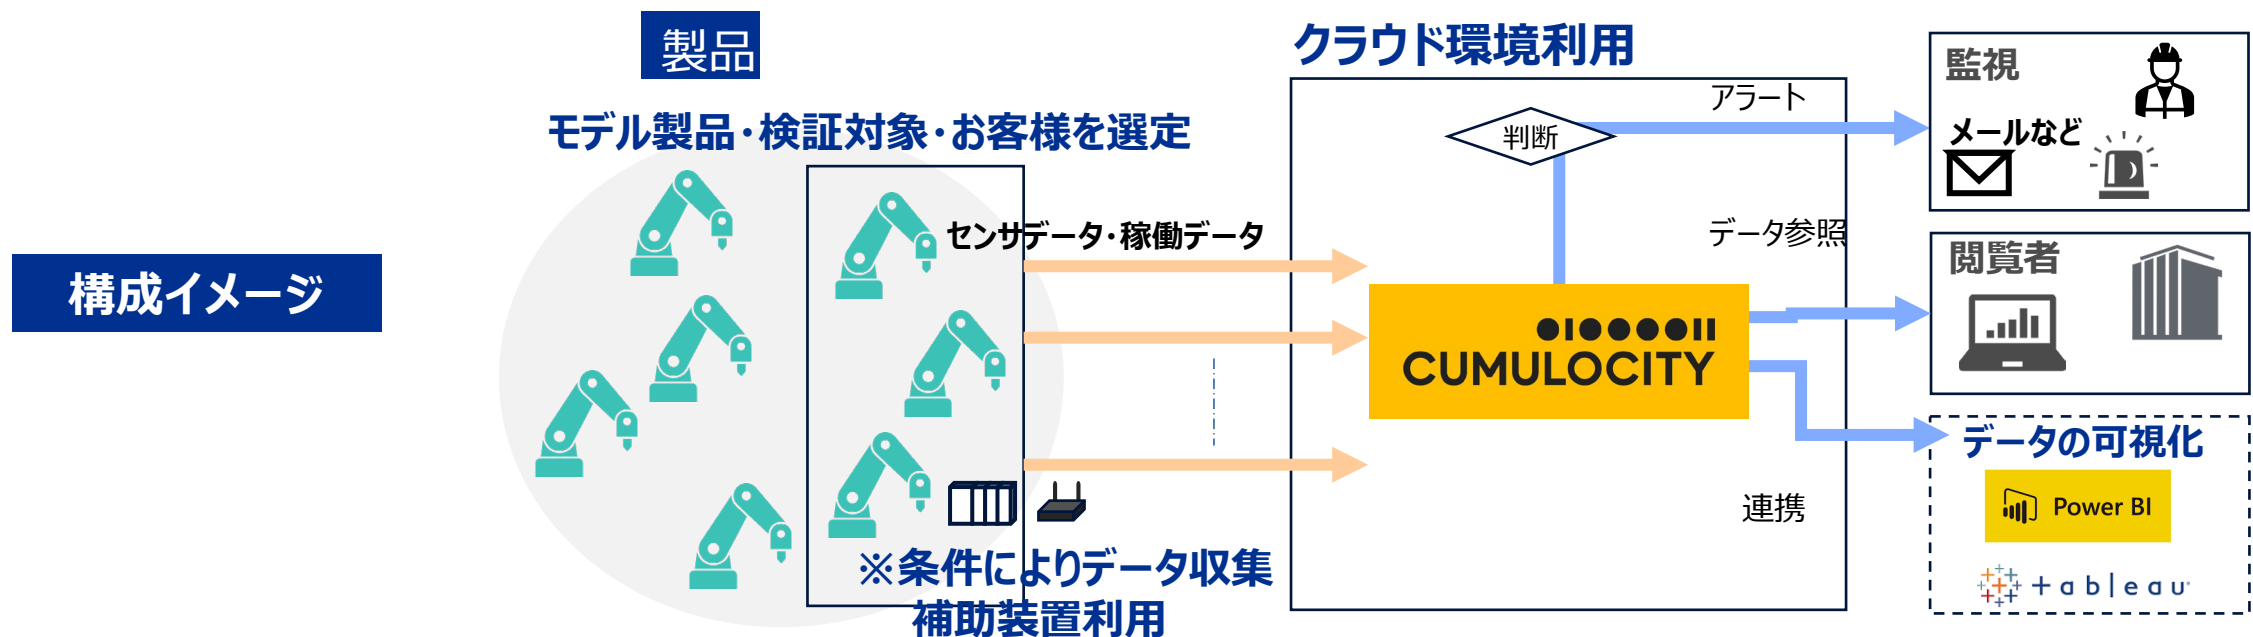 製品
クラウド環境利用
モデル製品・検証対象・お客様を選定
構成イメージ
センサデータ・稼働データ
※条件によりデータ収集
補助装置利用
判断
アラート
データ参照
CUMULOCITY
連携
監視
メールなど
閲覧者
データの可視化
Power BI
+ a b l e a u